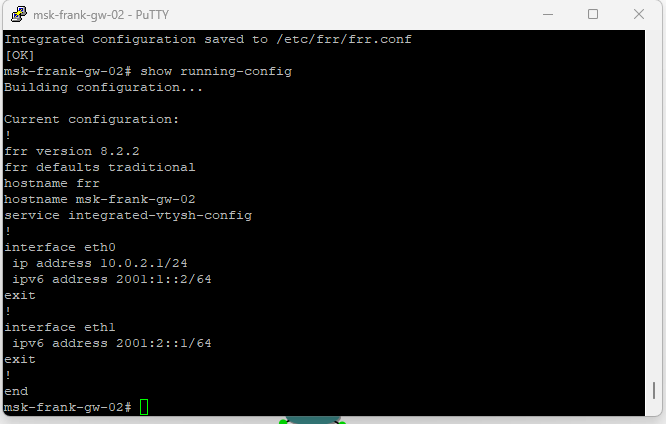 msk-frank-gw-02 - PuTTY
Integrated configuration saved to /etc/frr/frr.conf
[OK]
msk-frank-gw-02# show running-config
Building configuration...

Current configuration:
!
frr version 8.2.2
frr defaults traditional
hostname frr
hostname msk-frank-gw-02
service integrated-vtysh-config
!
interface eth0
 ip address 10.0.2.1/24
 ipv6 address 2001:1::2/64
exit
!
interface eth1
 ipv6 address 2001:2::1/64
exit
!
end
msk-frank-gw-02#